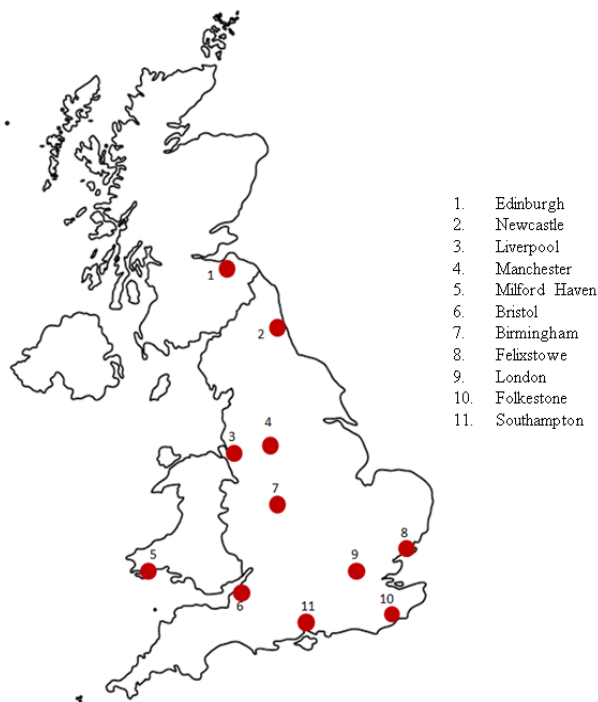 1
2
3
4
7
5
6
8
9
10
11
1. Edinburgh
2. Newcastle
3. Liverpool
4. Manchester
5. Milford Haven
6. Bristol
7. Birmingham
8. Felixstowe
9. London
10. Folkestone
11. Southampton